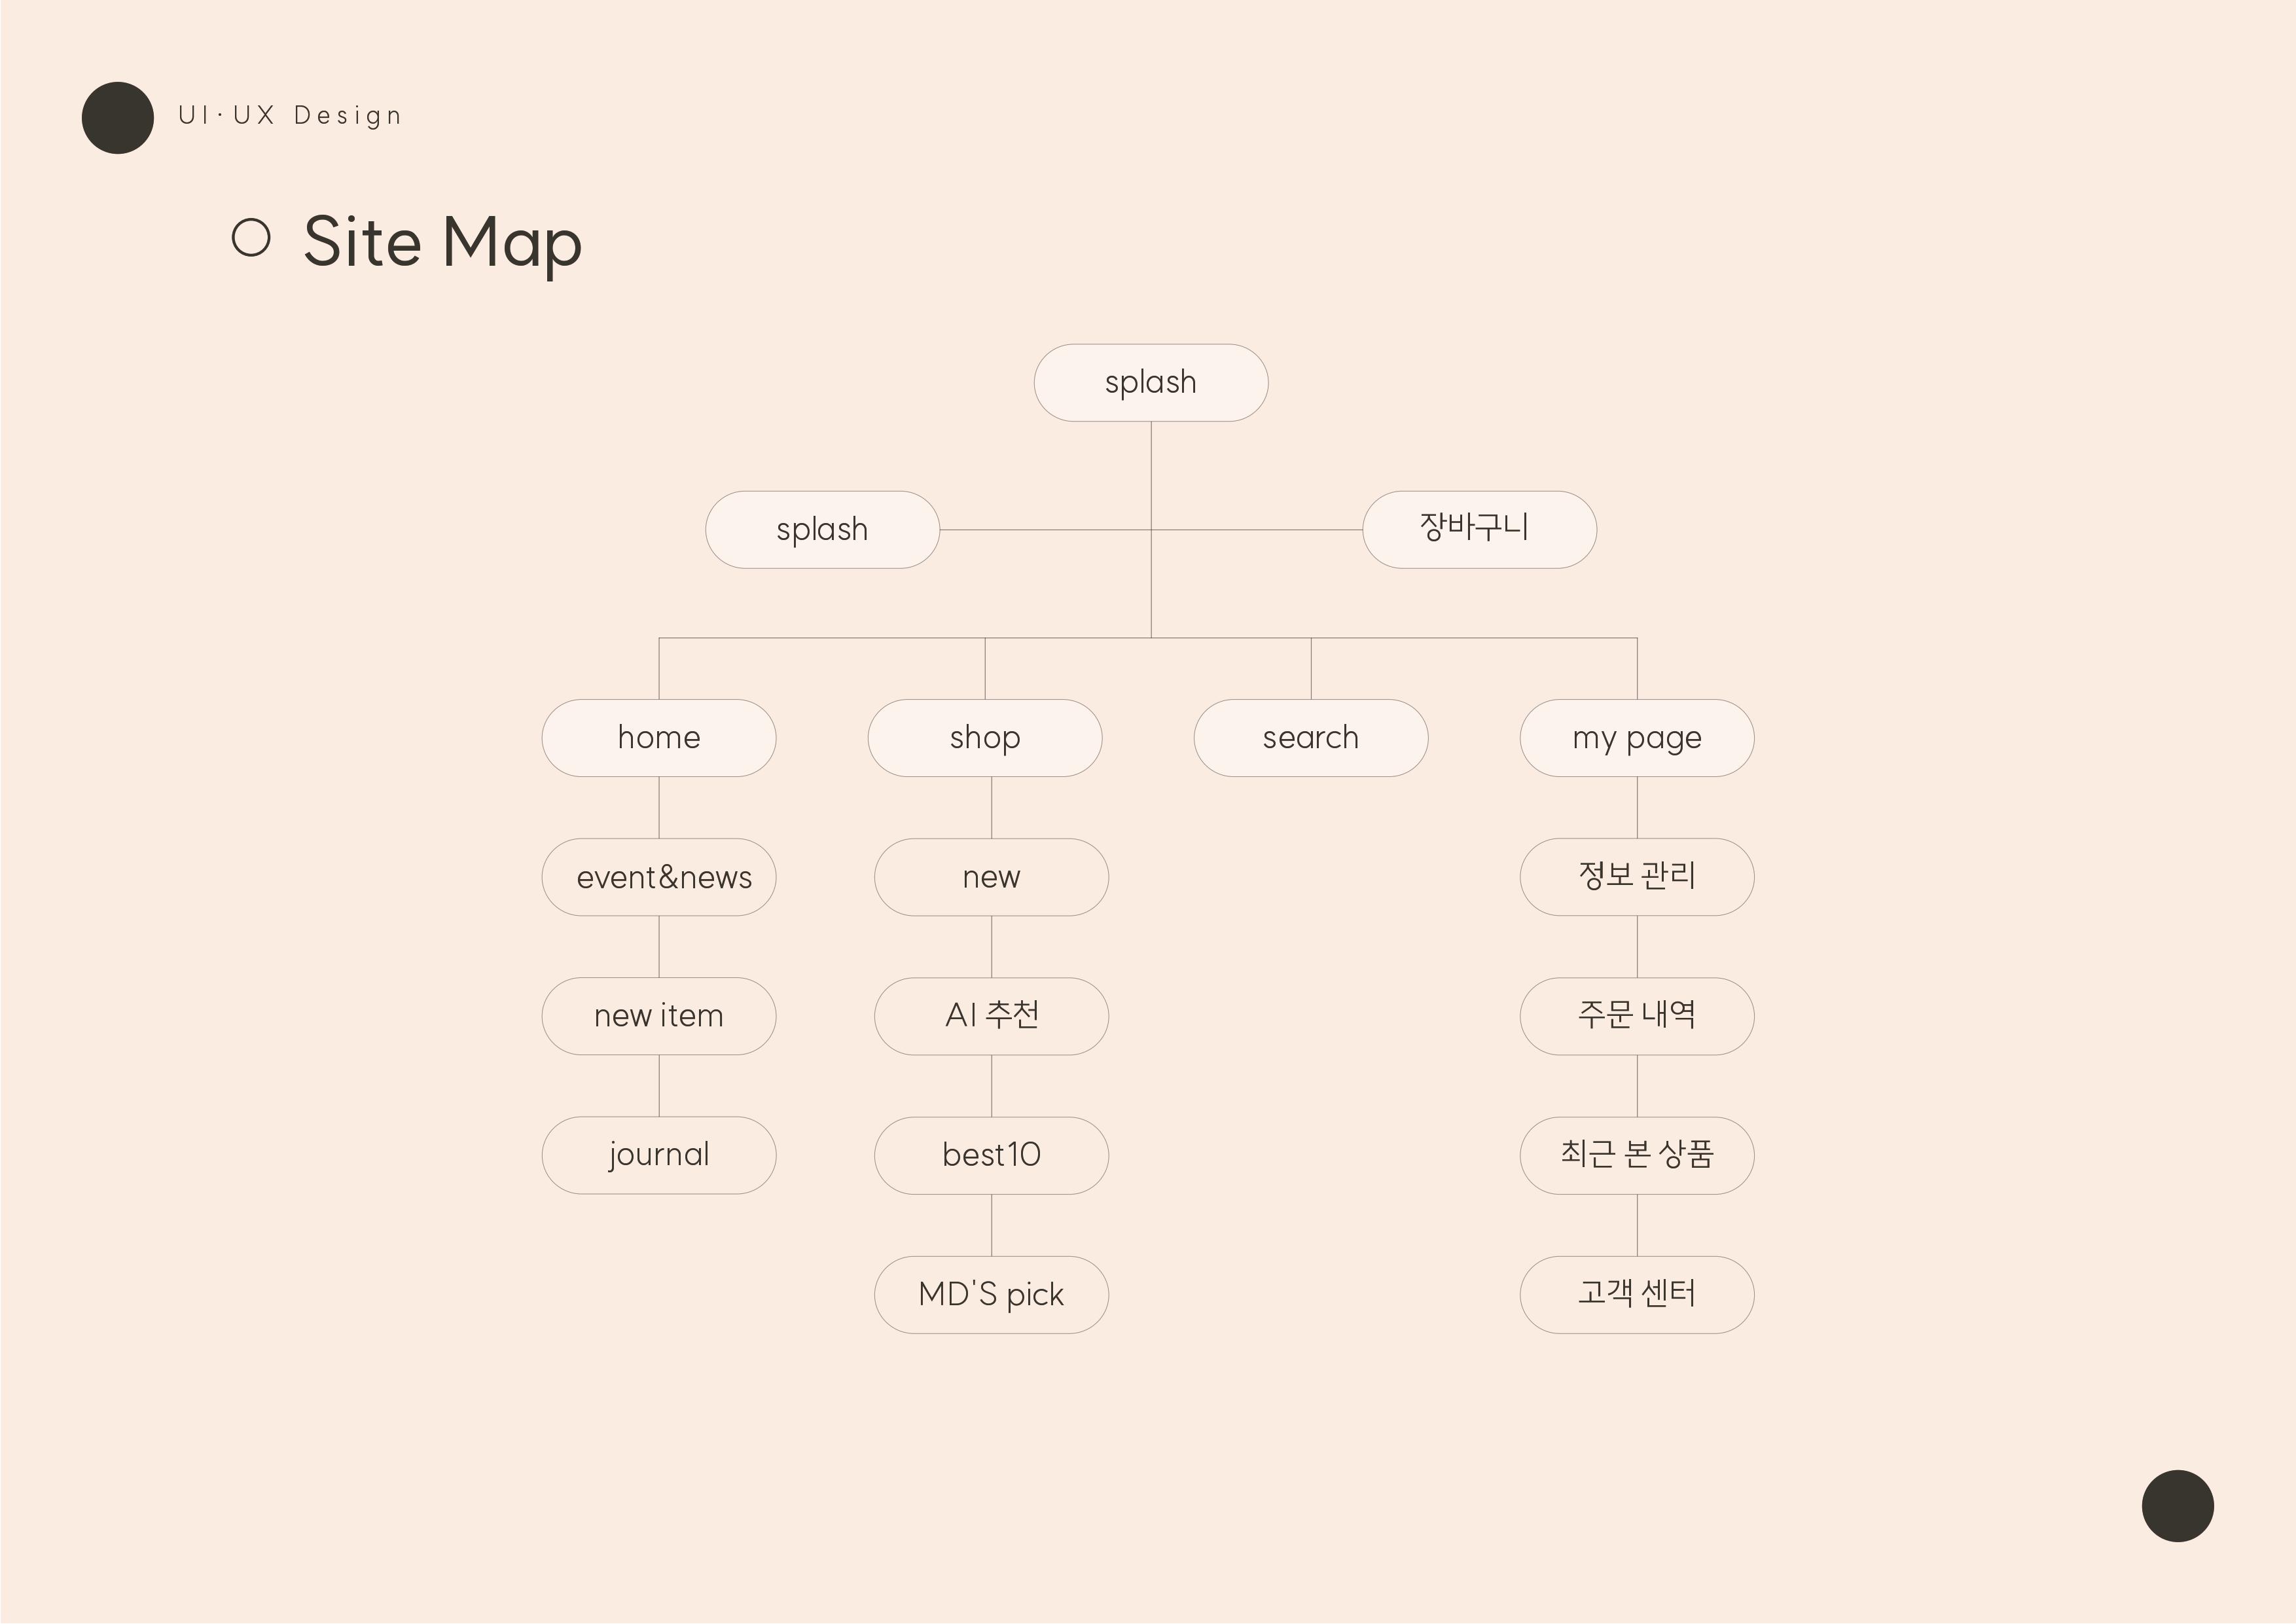 UI·UX Design
Site Map
splash
splash
장바구니
home
shop
search
my page
event&news
new
정보 관리
new item
AI 추천
주문 내역
journal
best10
최근 본 상품
MD'S pick
고객 센터